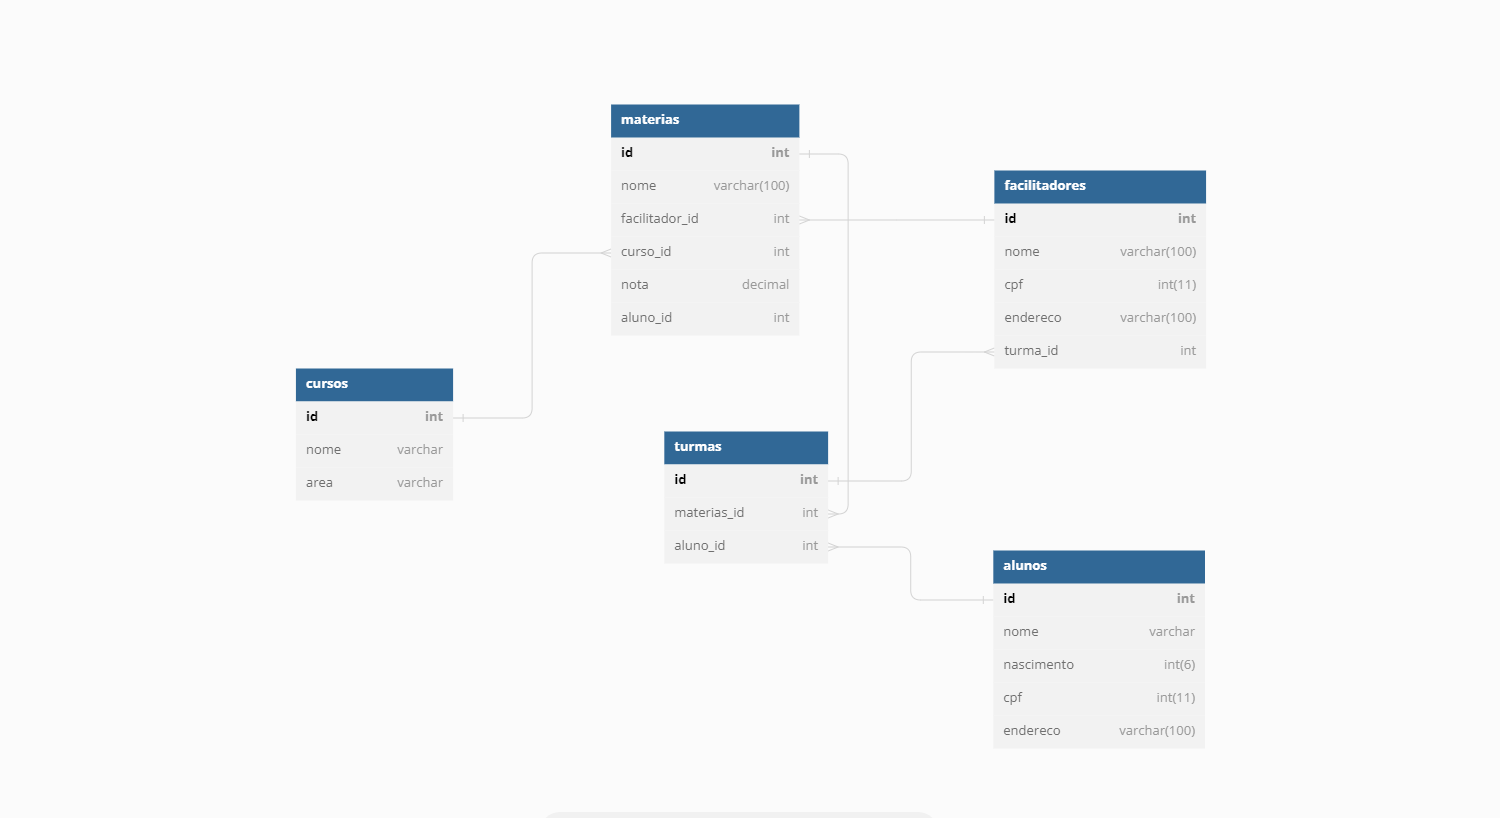 materias
id int
nome varchar(100)
facilitador_id int
curso_id int
nota decimal
aluno_id int
facilitadores
id int
nome varchar(100)
cpf int(11)
endereco varchar(100)
turma_id int
cursos
id int
nome varchar
area varchar
turmas
id int
materias_id int
aluno_id int
alunos
id int
nome varchar
nascimento int(6)
cpf int(11)
endereco varchar(100)